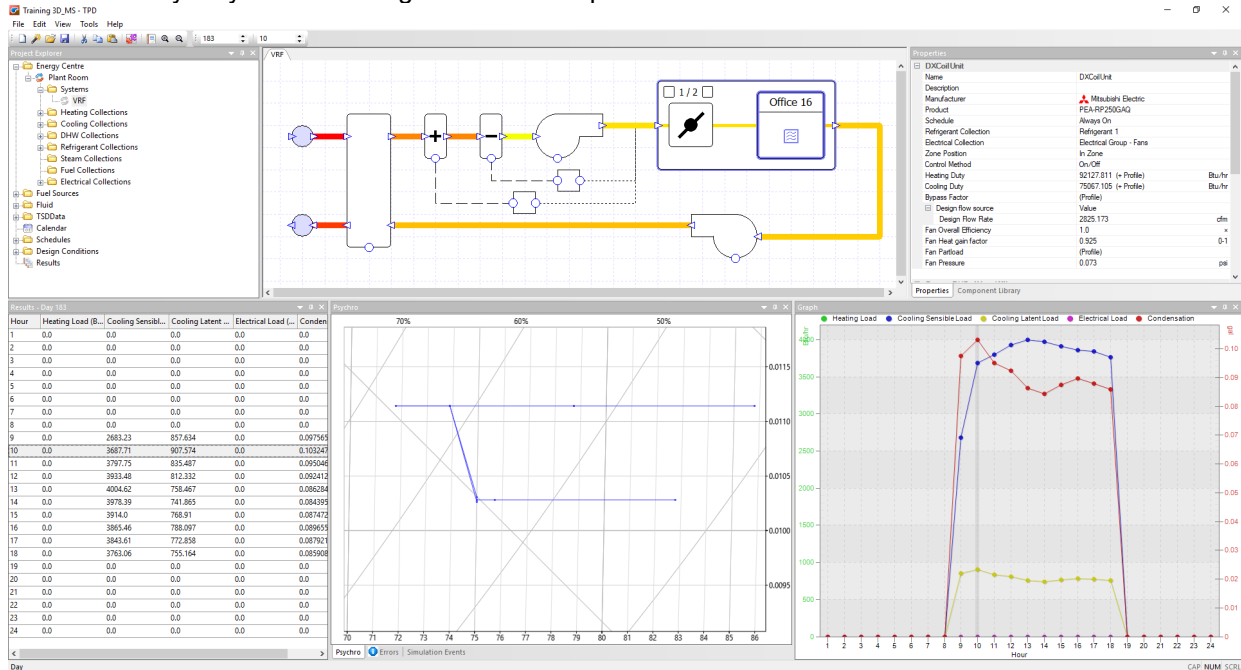 Training 3D_MS - TPD
File Edit View Tools Help
183 10
Project Explorer
Energy Centre
Plant Room
Systems
VRF
Heating Collections
Cooling Collections
DHW Collections
Refrigerant Collections
Steam Collections
Fuel Collections
Electrical Collections
Fuel Sources
Fluid
TSDData
Calendar
Schedules
Design Conditions
Results
VRF
1 / 2
Office 16
Properties
DXCoilUnit
Name DXCoilUnit
Description
Manufacturer Mitsubishi Electric
Product PEA-RP250GAQ
Schedule Always On
Refrigerant Collection Refrigerant 1
Electrical Collection Electrical Group - Fans
Zone Position In Zone
Control Method On/Off
Heating Duty 92127.811 (+ Profile) Btu/hr
Cooling Duty 75067.105 (+ Profile) Btu/hr
Bypass Factor (Profile)
Design flow source Value
Design Flow Rate 2825.173 cfm
Fan Overall Efficiency 1.0 ×
Fan Heat gain factor 0.925 0-1
Fan Partload (Profile)
Fan Pressure 0.073 psi
Properties Component Library
Results - Day 183
Hour Heating Load (B... Cooling Sensibl... Cooling Latent ... Electrical Load (... Conden
1 0.0 0.0 0.0 0.0 0.0
2 0.0 0.0 0.0 0.0 0.0
3 0.0 0.0 0.0 0.0 0.0
4 0.0 0.0 0.0 0.0 0.0
5 0.0 0.0 0.0 0.0 0.0
6 0.0 0.0 0.0 0.0 0.0
7 0.0 0.0 0.0 0.0 0.0
8 0.0 0.0 0.0 0.0 0.0
9 0.0 2683.23 857.634 0.0 0.097565
10 0.0 3687.71 907.574 0.0 0.103247
11 0.0 3797.75 835.487 0.0 0.095046
12 0.0 3933.48 812.332 0.0 0.092412
13 0.0 4004.62 758.467 0.0 0.086284
14 0.0 3978.39 741.865 0.0 0.084395
15 0.0 3914.0 768.91 0.0 0.087472
16 0.0 3865.46 788.097 0.0 0.089655
17 0.0 3843.61 772.858 0.0 0.087921
18 0.0 3763.06 755.164 0.0 0.085908
19 0.0 0.0 0.0 0.0 0.0
20 0.0 0.0 0.0 0.0 0.0
21 0.0 0.0 0.0 0.0 0.0
22 0.0 0.0 0.0 0.0 0.0
23 0.0 0.0 0.0 0.0 0.0
24 0.0 0.0 0.0 0.0 0.0
Day
Psychro
70% 60% 50%
0.0115
0.0110
0.0105
0.0100
0.0095
70 71 72 73 74 75 76 77 78 79 80 81 82 83 84 85 86
Psychro Errors Simulation Events
Graph
Heating Load Cooling Sensible Load Cooling Latent Load Electrical Load Condensation
Btu/hr
3500
3000
2500
2000
1500
1000
500
0
gal
0.10
0.09
0.08
0.07
0.06
0.05
0.04
0.03
0.02
0.01
0
1 2 3 4 5 6 7 8 9 10 11 12 13 14 15 16 17 18 19 20 21 22 23 24
Hour
CAP NUM SCRL